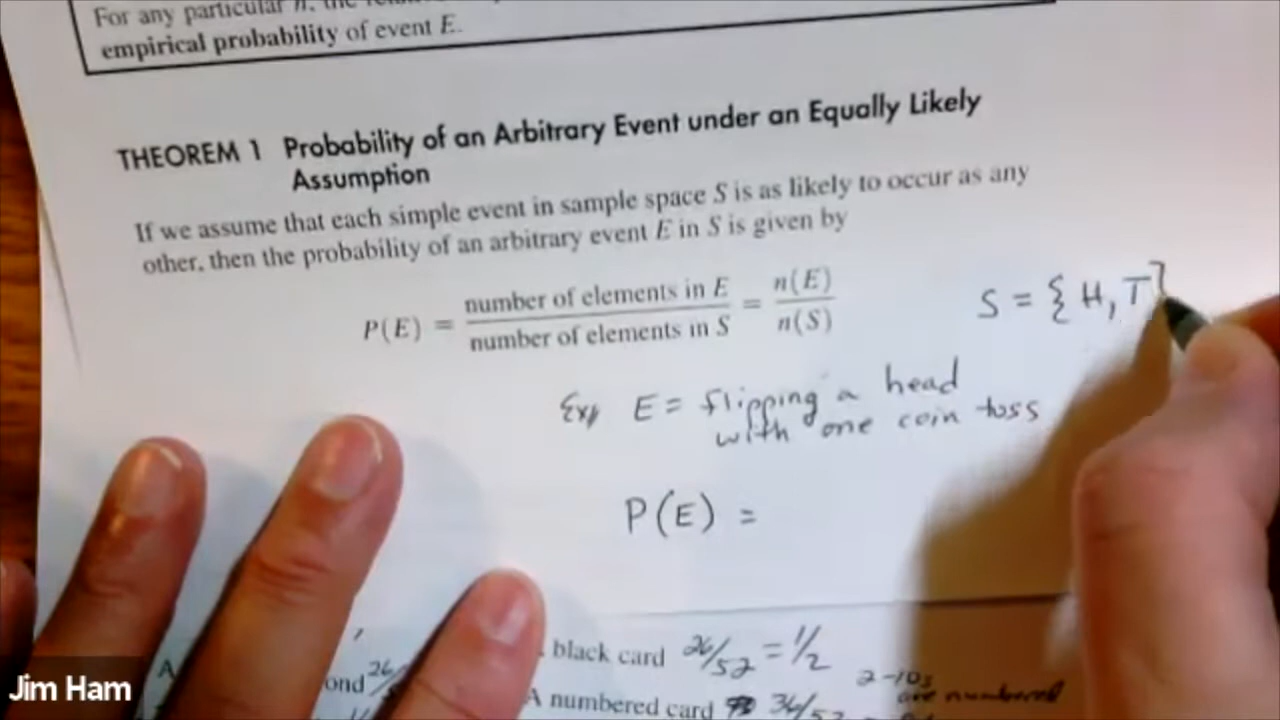 For any particular n, the
empirical probability of event E.
THEOREM 1 Probability of an Arbitrary Event under an Equally Likely
Assumption
If we assume that each simple event in sample space S is as likely to occur as any
other, then the probability of an arbitrary event E in S is given by
P(E) = number of elements in E / number of elements in S = n(E) / n(S)
S = {H, T}
Exp E = flipping a head
with one coin toss
P(E) =
black card 26/52 = 1/2
A numbered card 36/52
2-10s
are numbered
Jim Ham